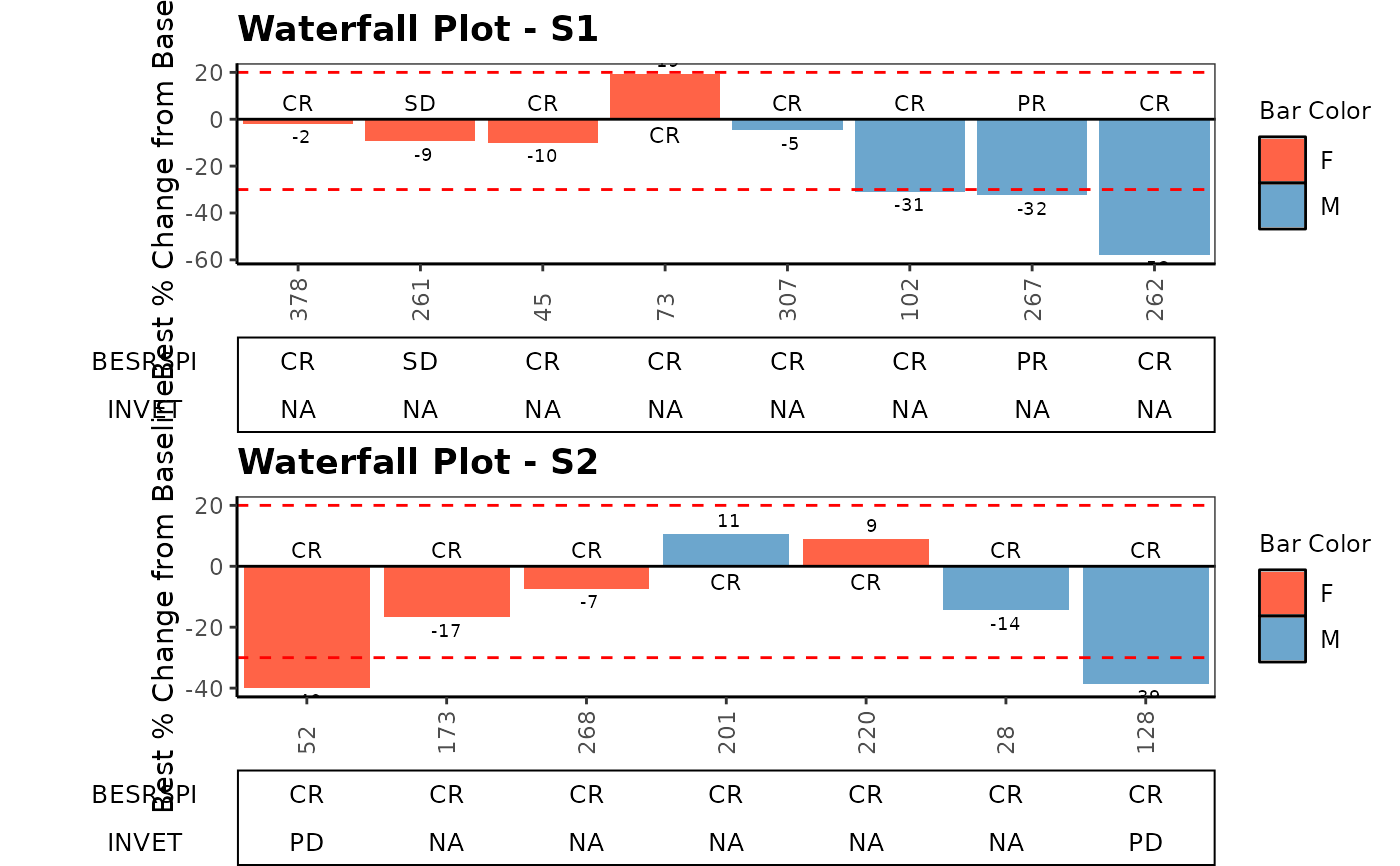 Waterfall Plot - S1
Best % Change from Baseline
20
0
-20
-40
-60
CR SD CR CR CR PR CR
-2 -9 -10 CR -5 -31 -32
378 261 45 73 307 102 267 262
BESRSPI CR SD CR CR CR CR PR CR
INVET NA NA NA NA NA NA NA NA
Bar Color
F
M
Waterfall Plot - S2
Best % Change from Baseline
20
0
-20
-40
11 9
CR CR CR CR CR
CR CR
-17 -7 -14 -39
52 173 268 201 220 28 128
BESRSPI CR CR CR CR CR CR CR
INVET PD NA NA NA NA NA PD
Bar Color
F
M